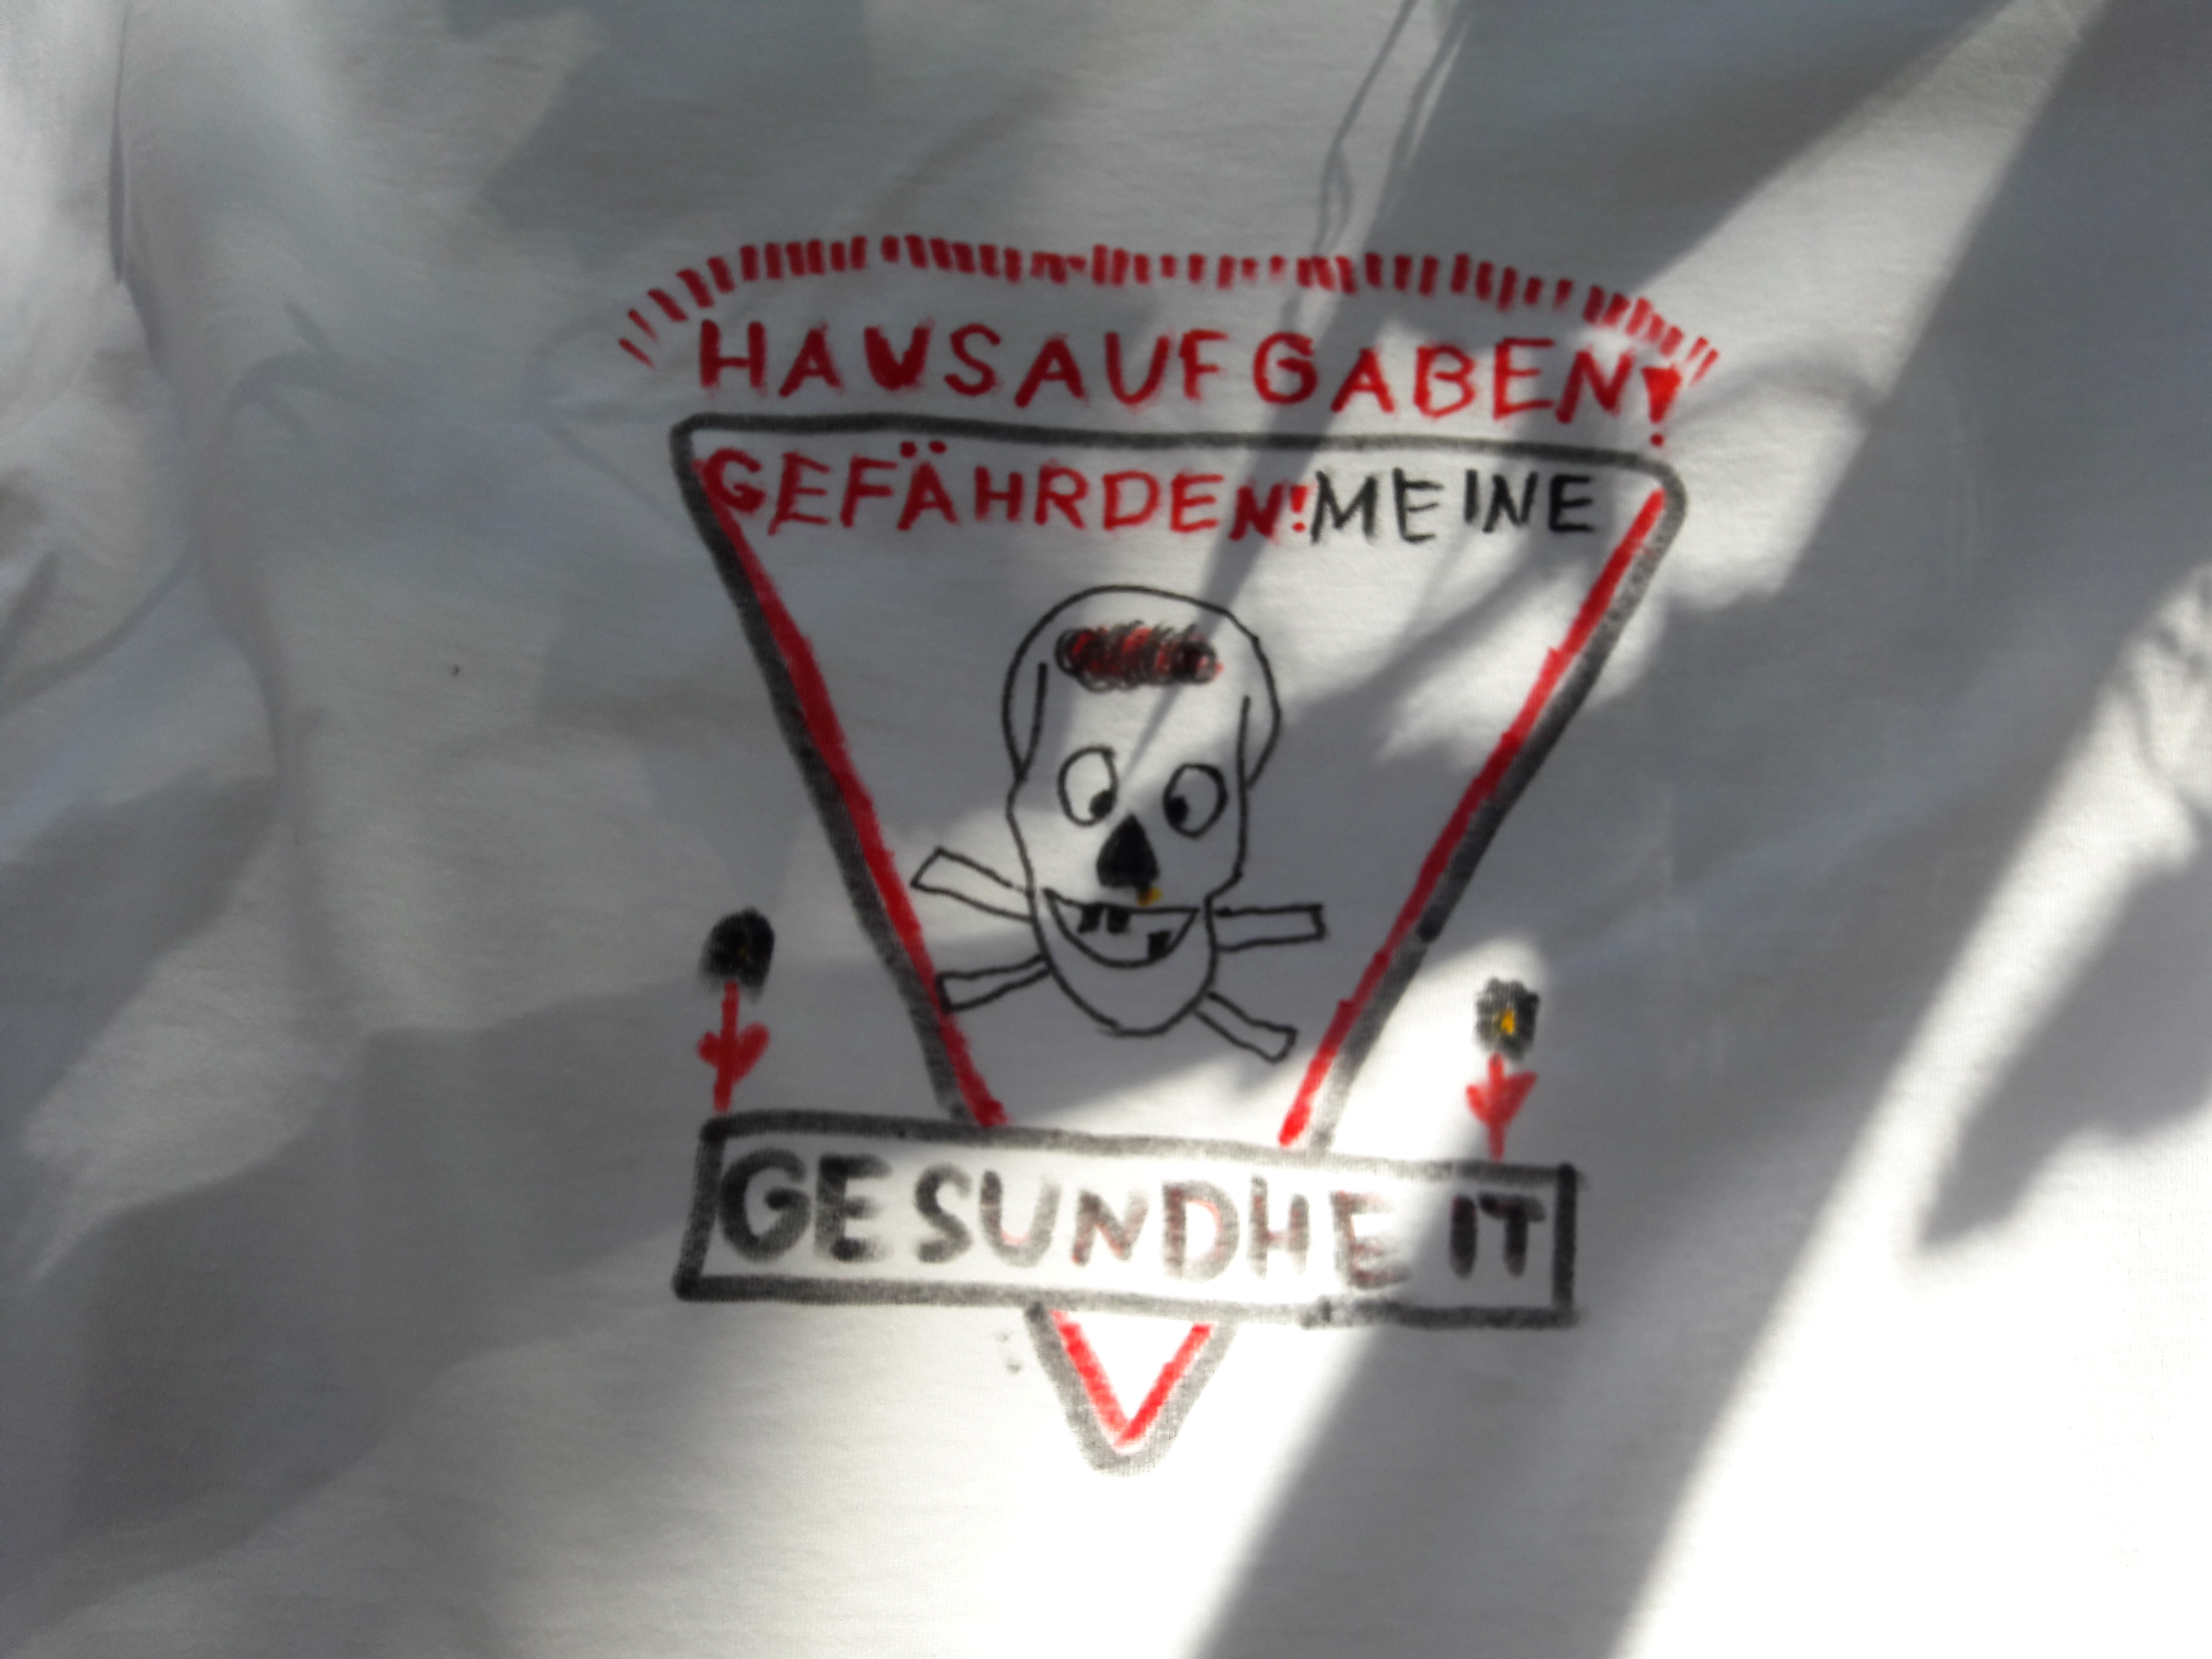 HAUSAUFGABEN!
GEFÄHRDEN! MEINE
GESUNDHEIT